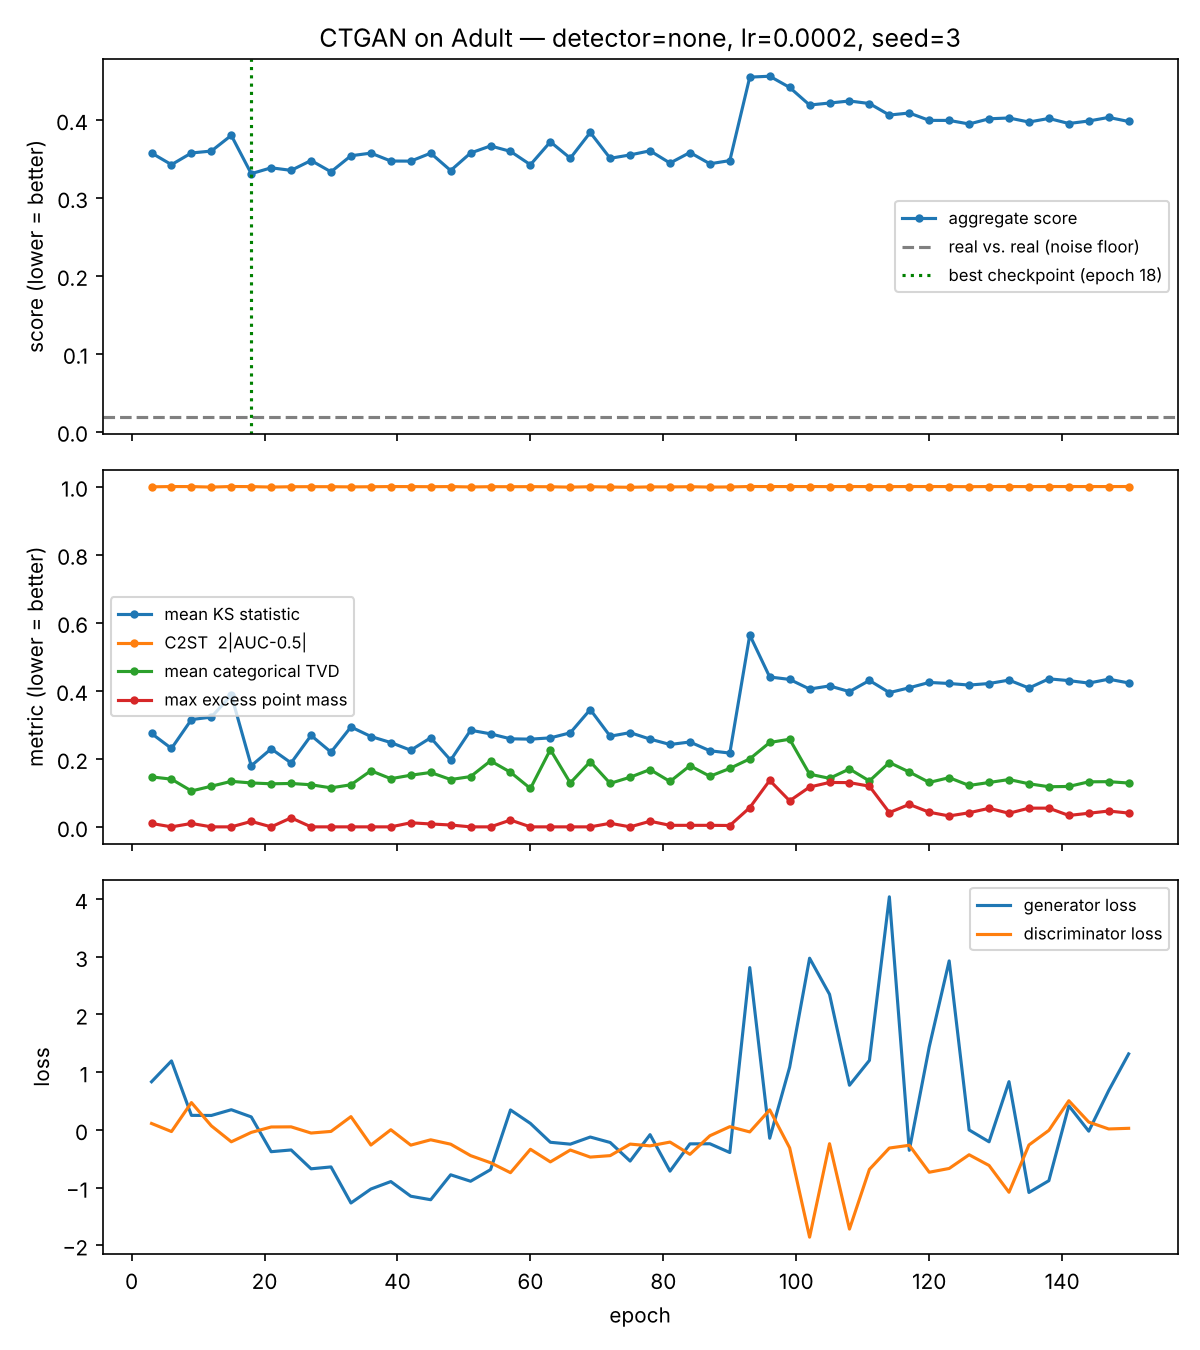 CTGAN on Adult — detector=none, lr=0.0002, seed=3
score (lower = better)
0.4
0.3
0.2
0.1
0.0
aggregate score
real vs. real (noise floor)
best checkpoint (epoch 18)
metric (lower = better)
1.0
0.8
0.6
0.4
0.2
0.0
mean KS statistic
C2ST 2|AUC-0.5|
mean categorical TVD
max excess point mass
loss
4
3
2
1
0
−1
−2
generator loss
discriminator loss
0 20 40 60 80 100 120 140
epoch